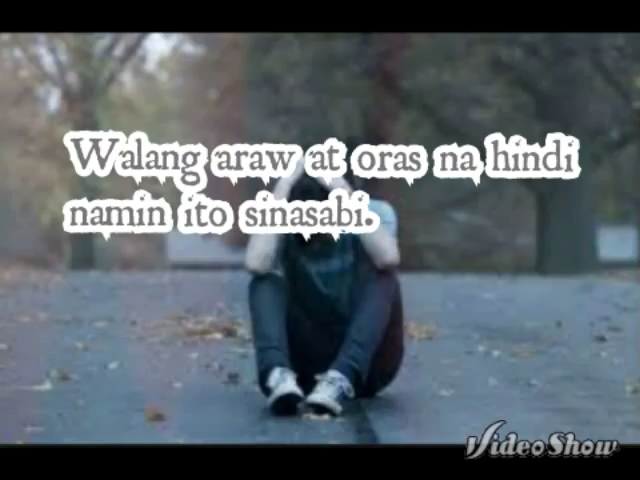 Walang araw at oras na hindi
namin ito sinasabi.
VideoShow